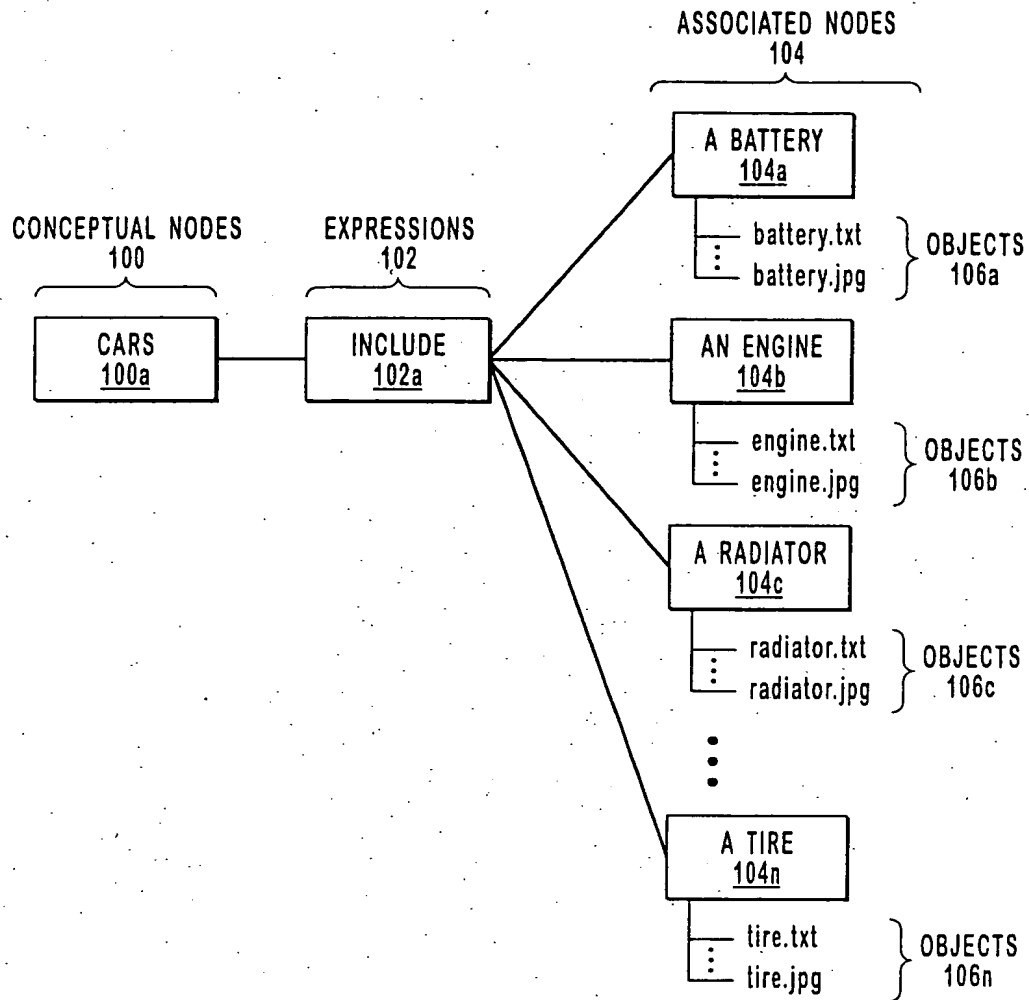 ASSOCIATED NODES
104
A BATTERY
104a
battery.txt
battery.jpg
OBJECTS
106a
CONCEPTUAL NODES
100
EXPRESSIONS
102
CARS
100a
INCLUDE
102a
AN ENGINE
104b
engine.txt
engine.jpg
OBJECTS
106b
A RADIATOR
104c
radiator.txt
radiator.jpg
OBJECTS
106c
A TIRE
104n
tire.txt
tire.jpg
OBJECTS
106n